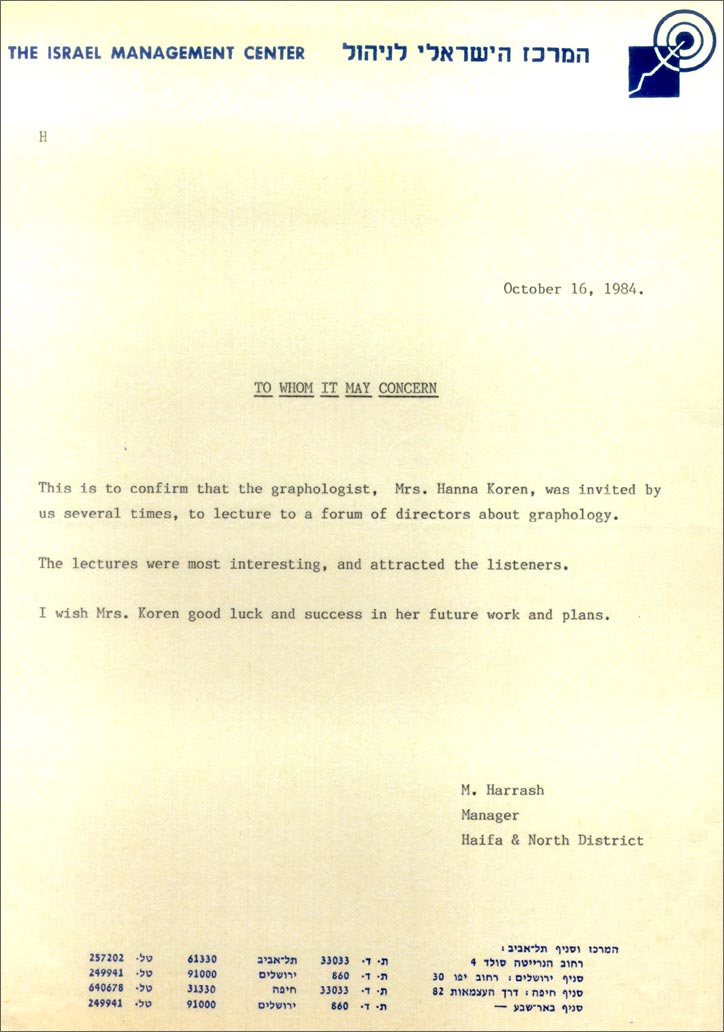 THE ISRAEL MANAGEMENT CENTER המרכז הישראלי לניהול
H
October 16, 1984.
TO WHOM IT MAY CONCERN
This is to confirm that the graphologist, Mrs. Hanna Koren, was invited by
us several times, to lecture to a forum of directors about graphology.
The lectures were most interesting, and attracted the listeners.
I wish Mrs. Koren good luck and success in her future work and plans.
M. Harrash
Manager
Haifa & North District
המרכז וסניף תל־אביב:
רחוב הנרייטה סולד 4 ת. ד. 33033 תל־אביב 61330 טל. 257202
סניף ירושלים: רחוב יפו 30 ת. ד. 860 ירושלים 91000 טל. 249941
סניף חיפה: דרך העצמאות 82 ת. ד. 33033 חיפה 31330 טל. 640678
סניף באר־שבע — ת. ד. 860 ירושלים 91000 טל. 249941